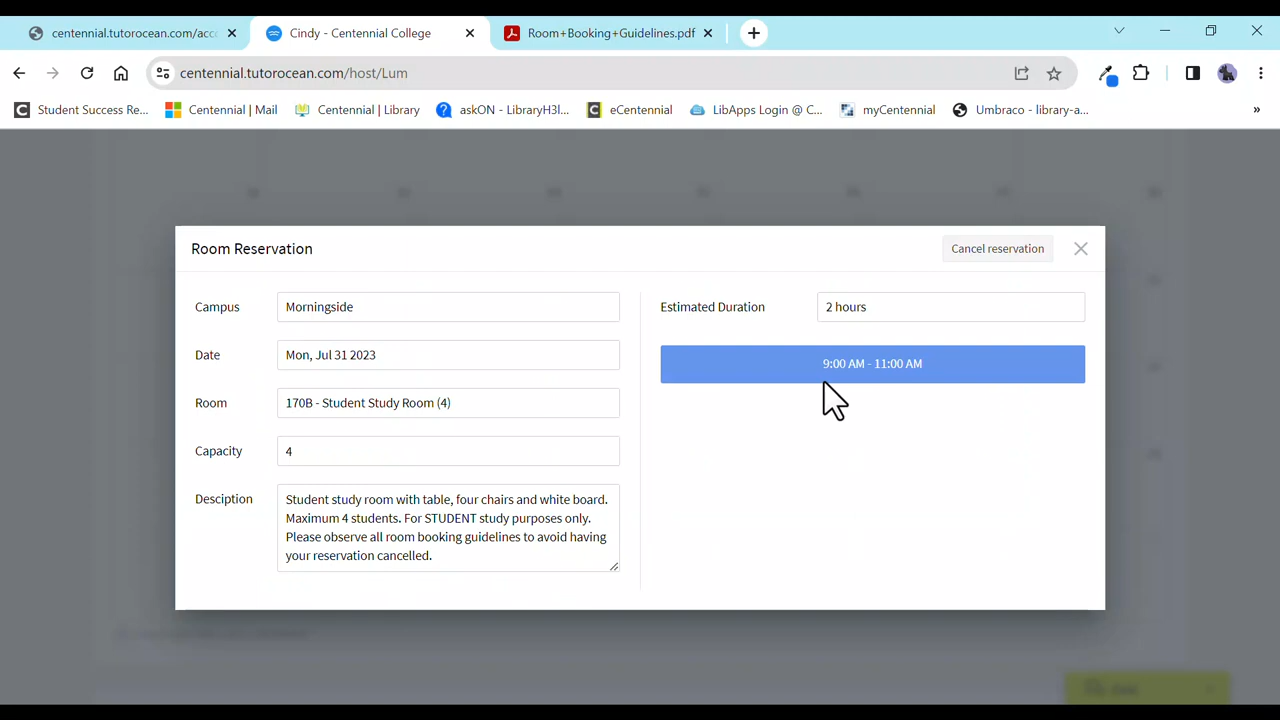 centennial.tutorocean.com/acc
Cindy - Centennial College
Room+Booking+Guidelines.pdf
centennial.tutorocean.com/host/Lum
Student Success Re...
Centennial | Mail
Centennial | Library
askON - LibraryH3l...
eCentennial
LibApps Login @ C...
myCentennial
Umbraco - library-a...
»
Room Reservation
Cancel reservation
Campus
Morningside
Estimated Duration
2 hours
Date
Mon, Jul 31 2023
9:00 AM - 11:00 AM
Room
170B - Student Study Room (4)
Capacity
4
Desciption
Student study room with table, four chairs and white board.
Maximum 4 students. For STUDENT study purposes only.
Please observe all room booking guidelines to avoid having
your reservation cancelled.